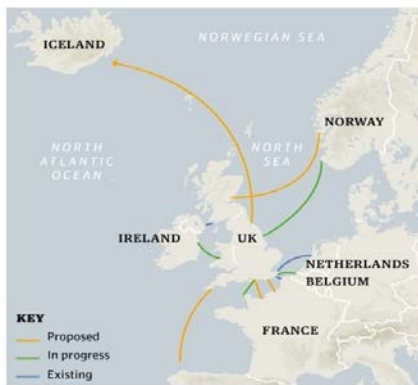 ICELAND
NORWEGIAN SEA
NORWAY
NORTH
ATLANTIC
OCEAN
NORTH
SEA
IRELAND
UK
NETHERLANDS
BELGIUM
FRANCE
KEY
Proposed
In progress
Existing